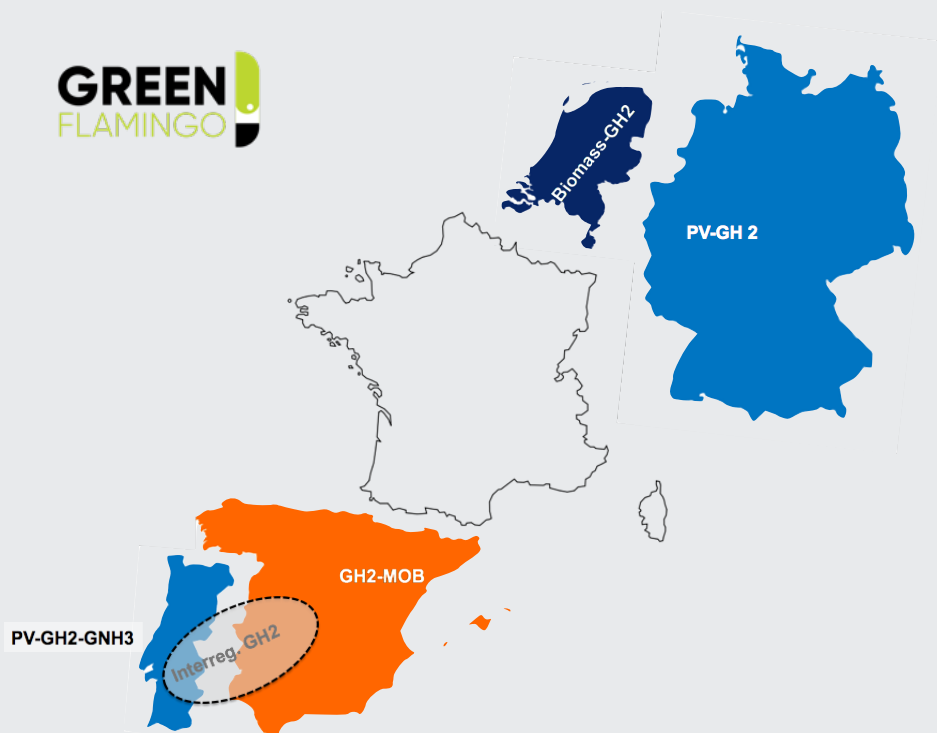 GREEN
FLAMINGO
Biomass-GH2
PV-GH 2
GH2-MOB
PV-GH2-GNH3
Interreg. GH2